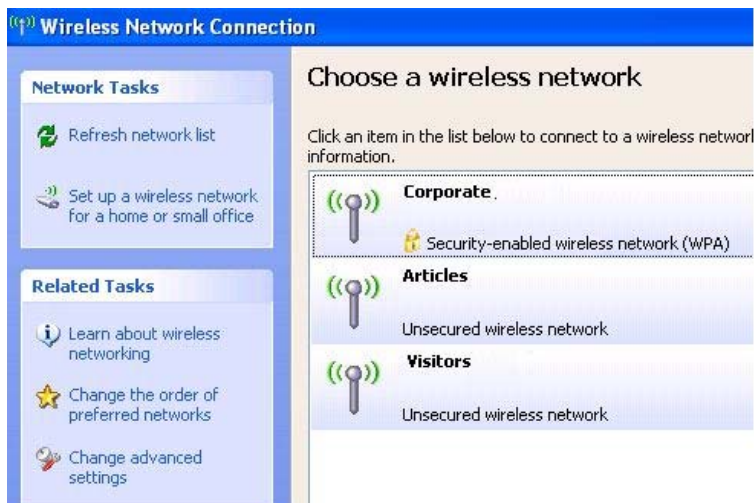 Wireless Network Connection
Network Tasks
Refresh network list
Set up a wireless network
for a home or small office
Related Tasks
Learn about wireless
networking
Change the order of
preferred networks
Change advanced
settings
Choose a wireless network
Click an item in the list below to connect to a wireless
information.
Corporate.
Security-enabled wireless network (WPA)
Articles
Unsecured wireless network
Visitors
Unsecured wireless network